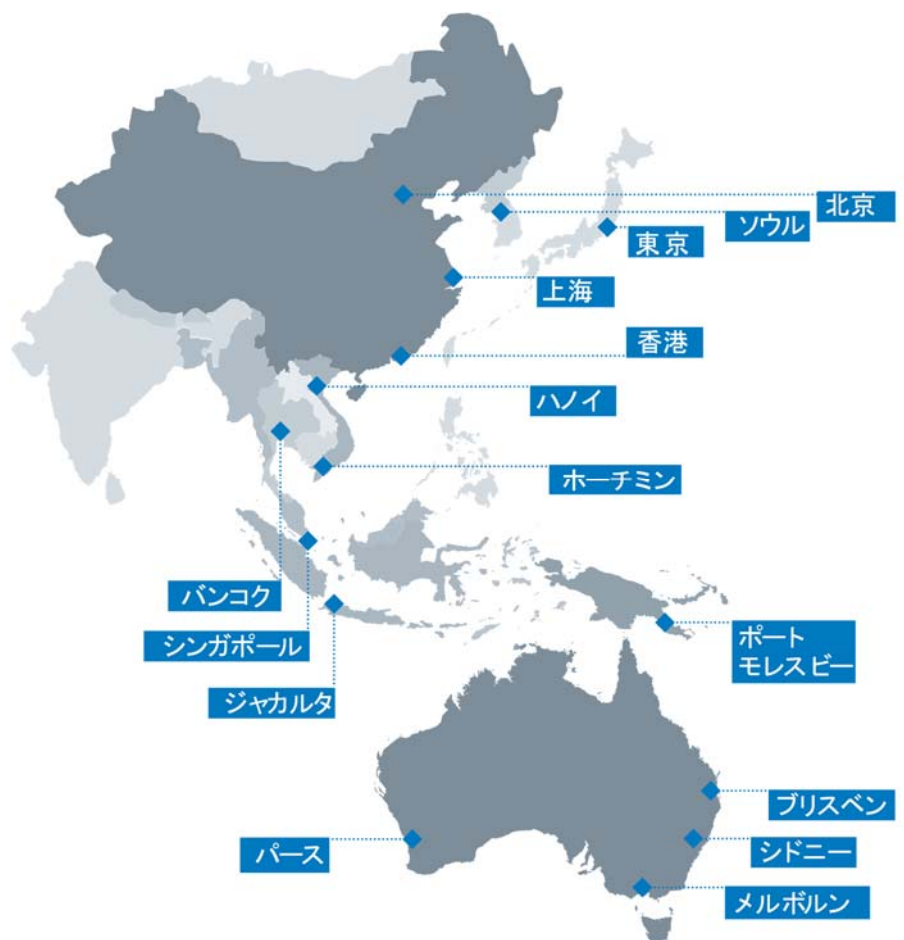 北京
ソウル
東京
上海
香港
ハノイ
ホーチミン
バンコク
シンガポール
ジャカルタ
ポート
モレスビー
ブリスベン
パース
シドニー
メルボルン